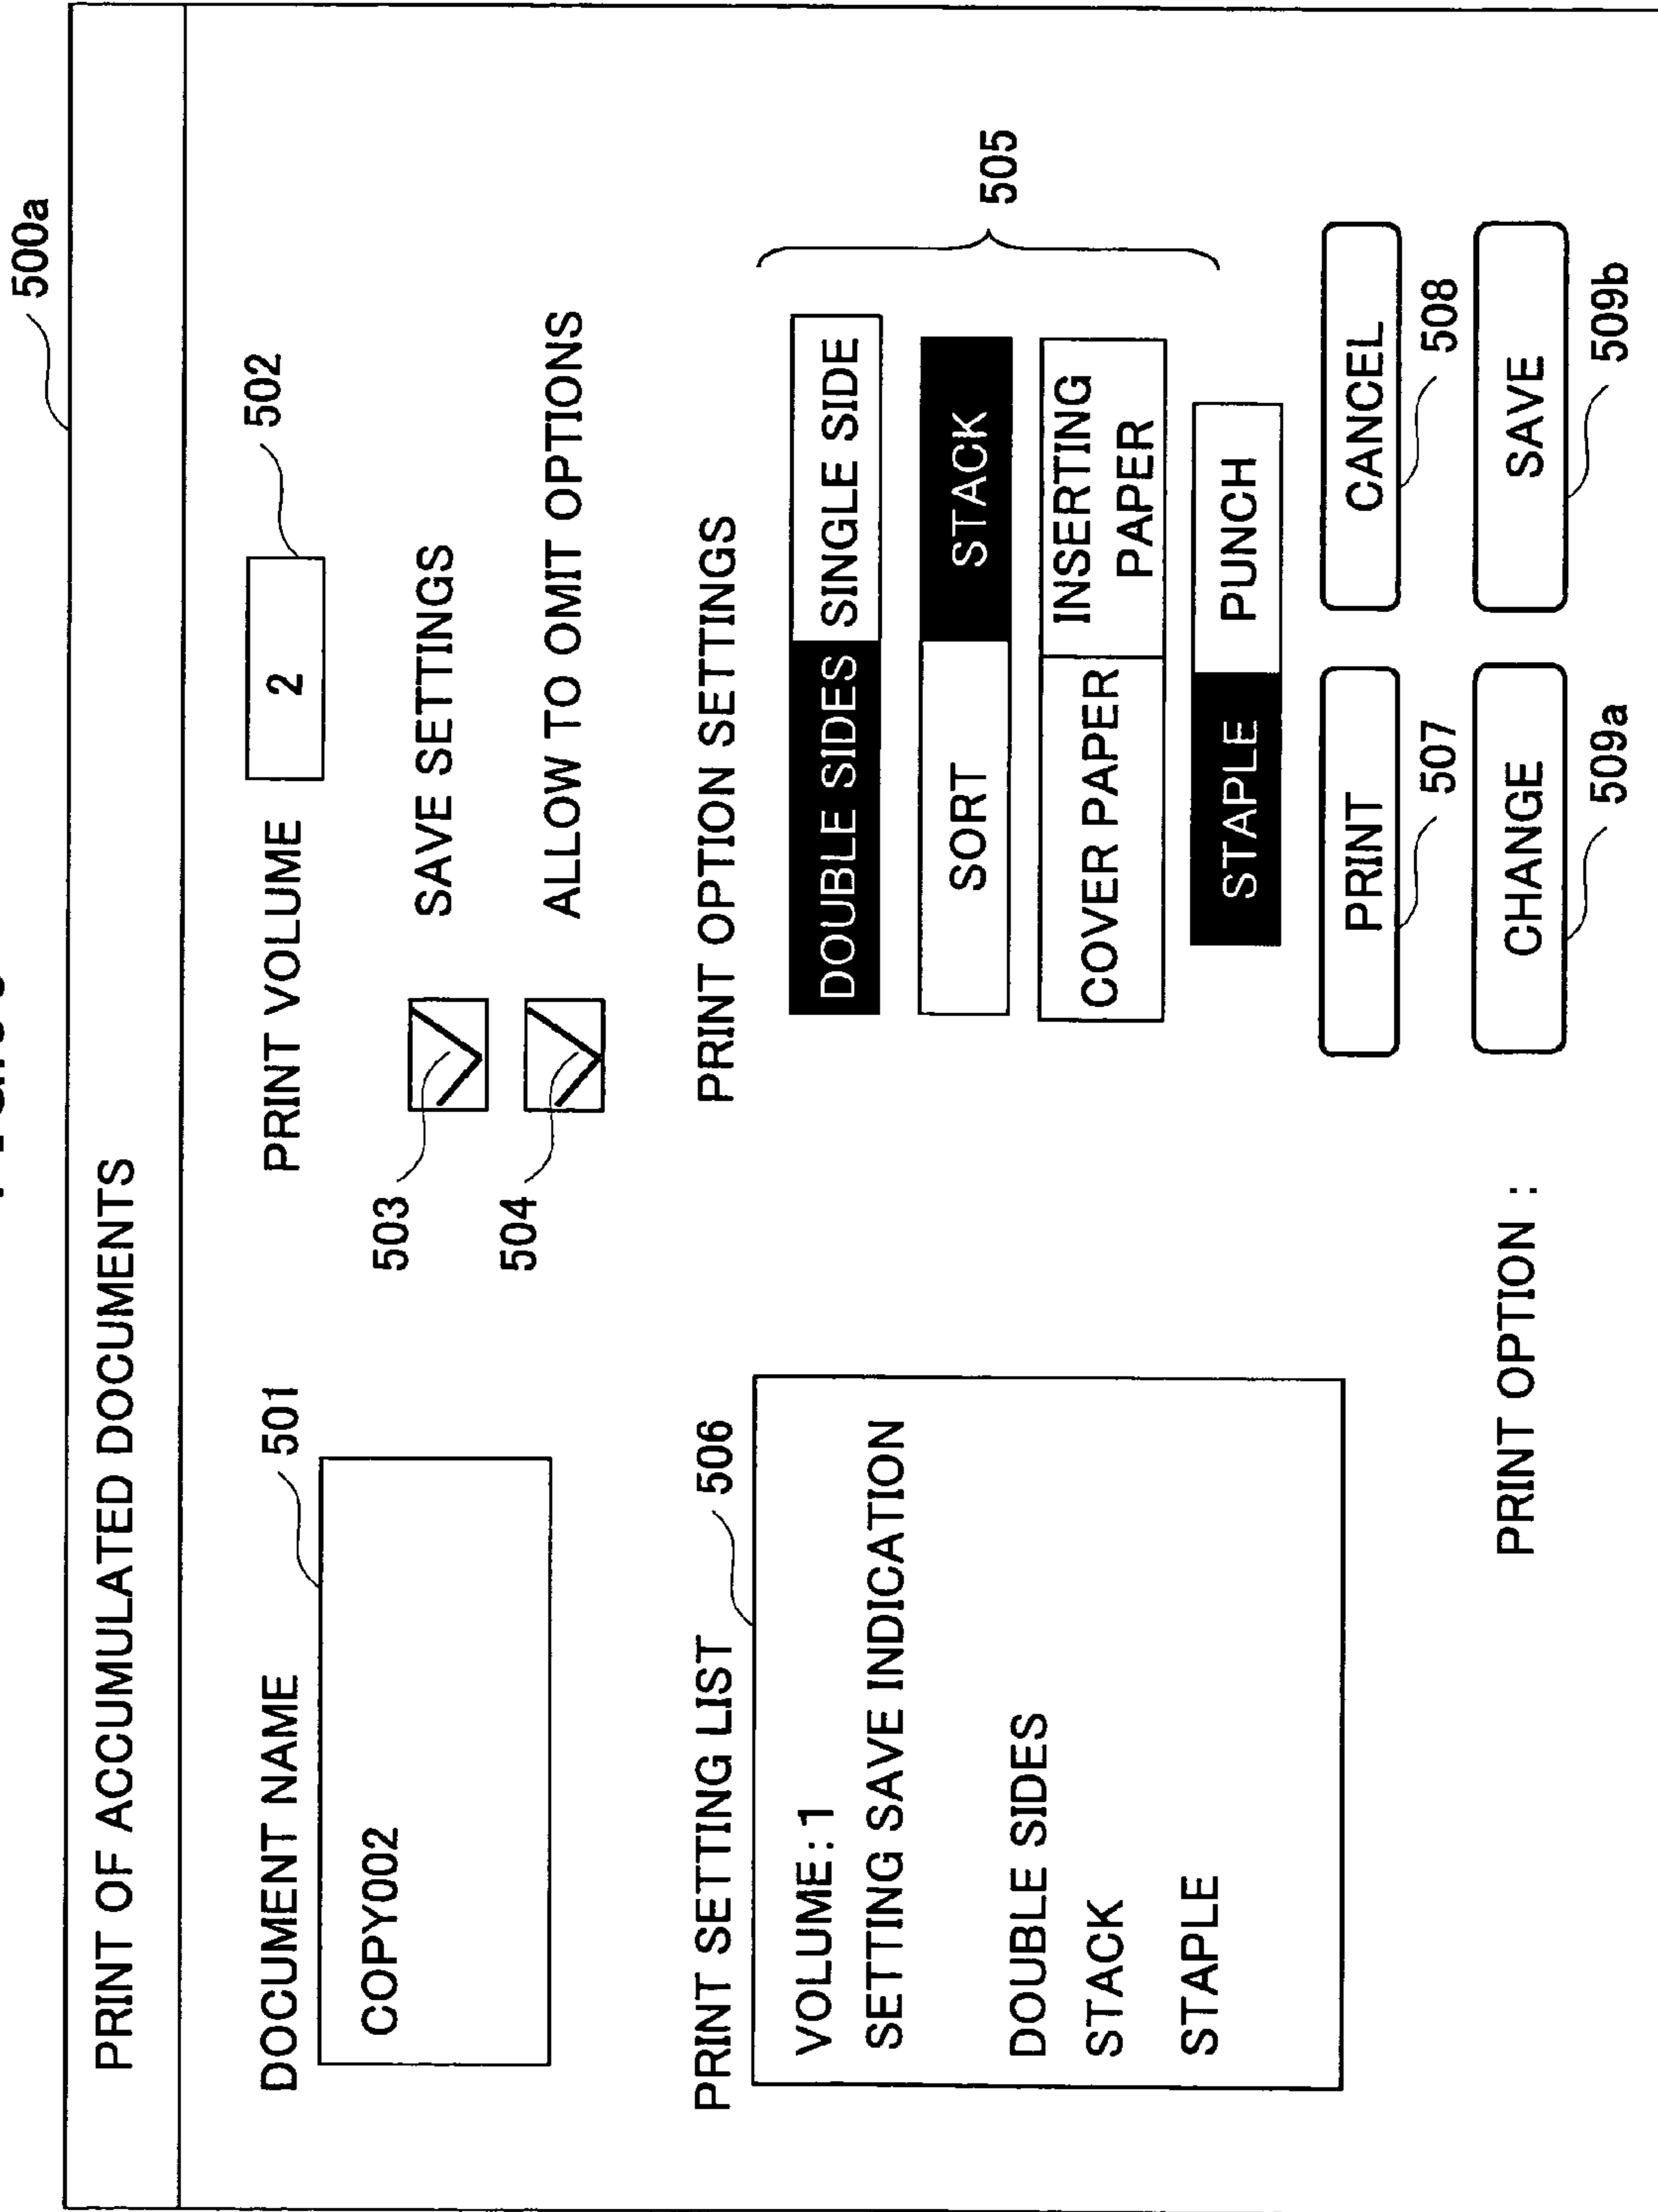 500a
PRINT OF ACCUMULATED DOCUMENTS
DOCUMENT NAME
501
COPY002
PRINT VOLUME
2
502
503
SAVE SETTINGS
504
ALLOW TO OMIT OPTIONS
PRINT SETTING LIST
506
VOLUME:1
SETTING SAVE INDICATION
DOUBLE SIDES
STACK
STAPLE
PRINT OPTION SETTINGS
DOUBLE SIDES
SINGLE SIDE
SORT
STACK
COVER PAPER
INSERTING
PAPER
STAPLE
PUNCH
505
PRINT
507
CANCEL
508
PRINT OPTION :
CHANGE
509a
SAVE
509b